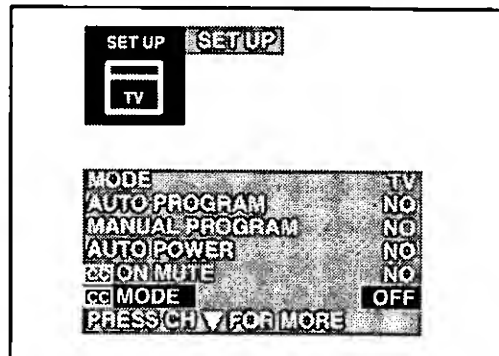 SET UP SET UP
TV
MODE TV
AUTO PROGRAM NO
MANUAL PROGRAM NO
AUTO POWER NO
CC ON MUTE NO
CC MODE OFF
PRESS CH ▼ FOR MORE